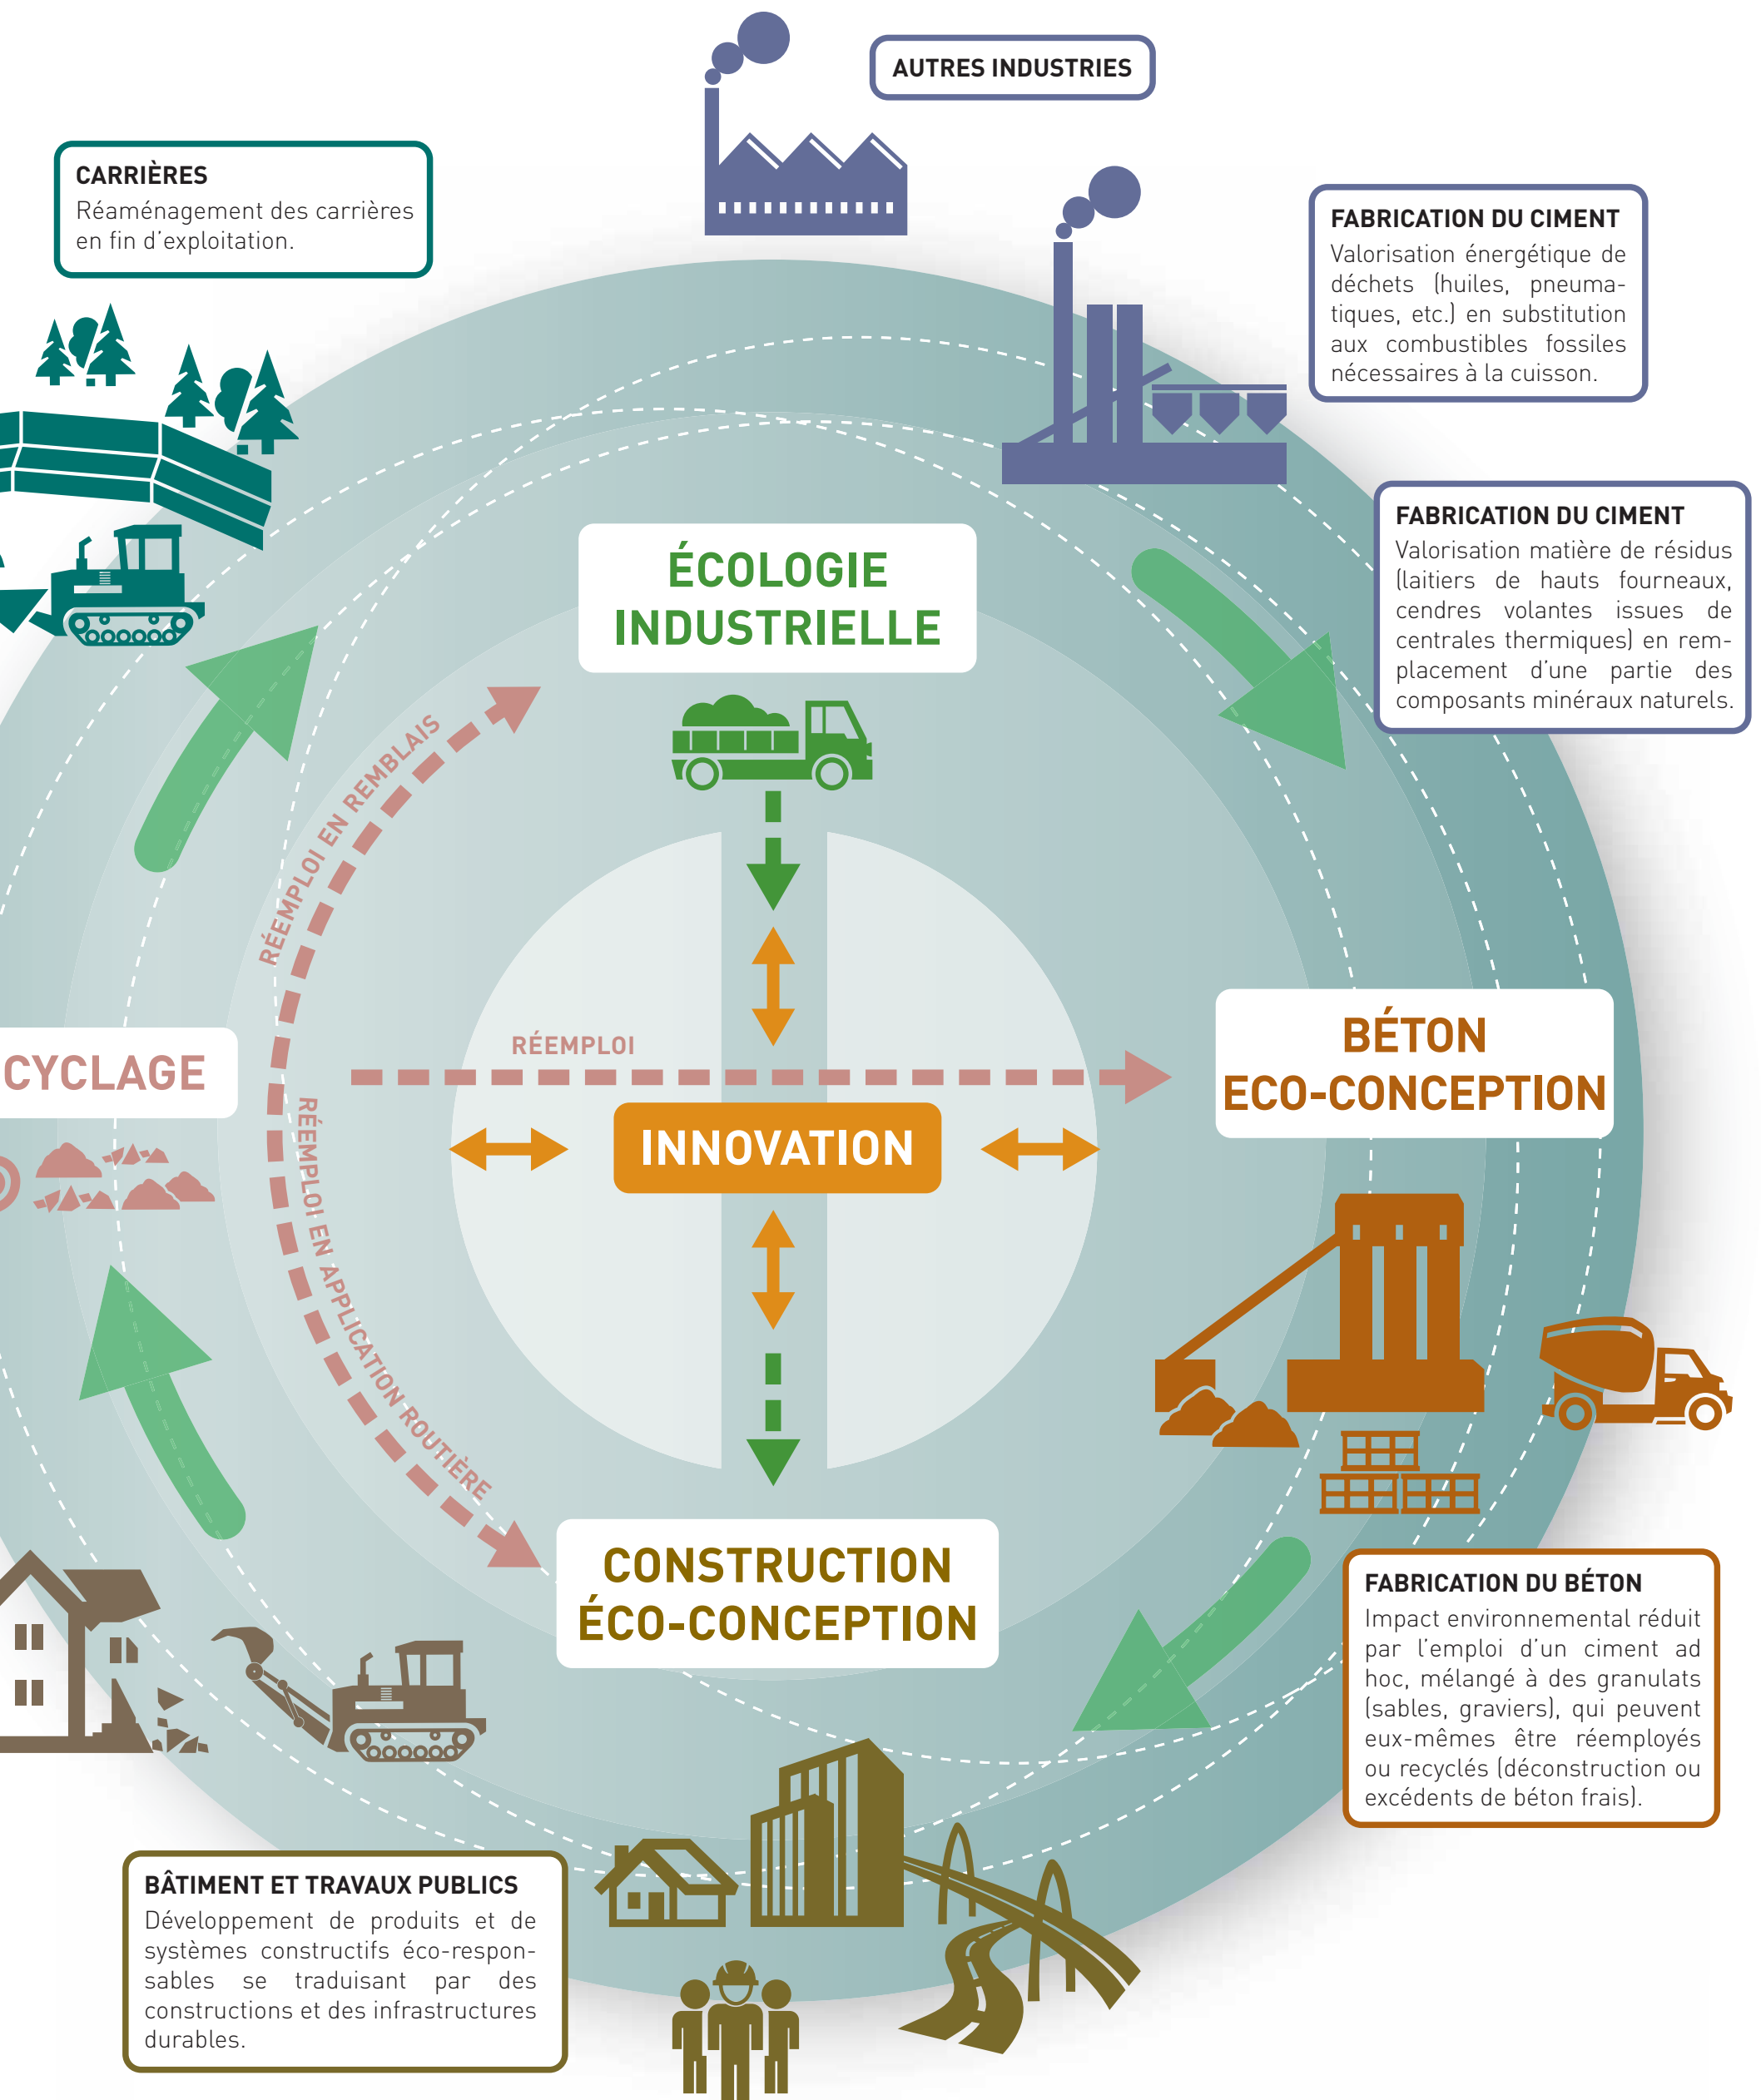 AUTRES INDUSTRIES
CARRIÈRES
Réaménagement des carrières
en fin d'exploitation.
FABRICATION DU CIMENT
Valorisation énergétique de
déchets (huiles, pneuma-
tiques, etc.) en substitution
aux combustibles fossiles
nécessaires à la cuisson.
FABRICATION DU CIMENT
Valorisation matière de résidus
(laitiers de hauts fourneaux,
cendres volantes issues de
centrales thermiques) en rem-
placement d'une partie des
composants minéraux naturels.
ÉCOLOGIE
INDUSTRIELLE
RÉEMPLOI EN REMBLAIS
CYCLAGE
RÉEMPLOI
BÉTON
ECO-CONCEPTION
INNOVATION
RÉEMPLOI EN APPLICATION ROUTIÈRE
CONSTRUCTION
ÉCO-CONCEPTION
FABRICATION DU BÉTON
Impact environnemental réduit
par l'emploi d'un ciment ad
hoc, mélangé à des granulats
(sables, graviers), qui peuvent
eux-mêmes être réemployés
ou recyclés (déconstruction ou
excédents de béton frais).
BÂTIMENT ET TRAVAUX PUBLICS
Développement de produits et de
systèmes constructifs éco-respon-
sables se traduisant par des
constructions et des infrastructures
durables.